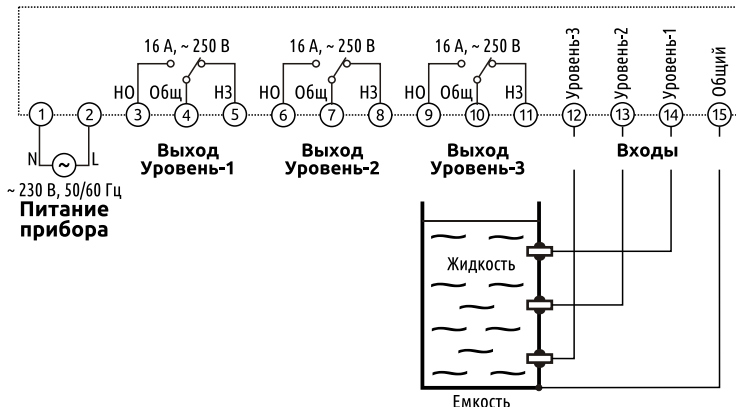 16 А, ~ 250 В 16 А, ~ 250 В 16 А, ~ 250 В
Уровень-3 Уровень-2 Уровень-1 Общий
НО Общ НЗ НО Общ НЗ НО Общ НЗ
1 2 3 4 5 6 7 8 9 10 11 12 13 14 15
N ~ L
Выход Уровень-1
Выход Уровень-2
Выход Уровень-3
Входы
~ 230 В, 50/60 Гц
Питание
прибора
Жидкость
Емкость